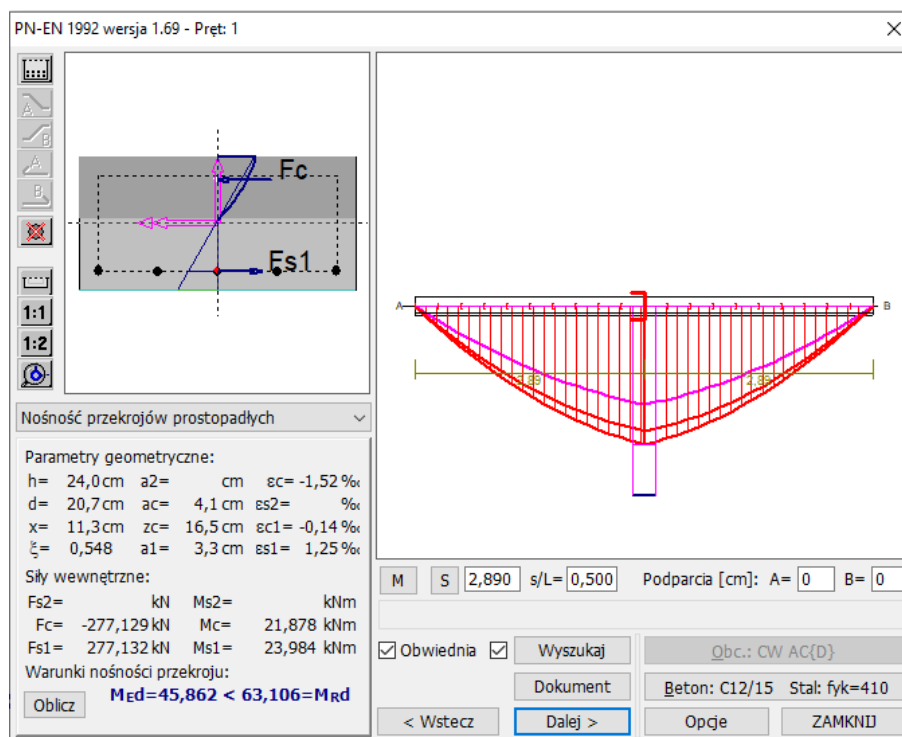 PN-EN 1992 wersja 1.69 - Pręt: 1
A
B
A
B
1:1
1:2
Fc
Fs1
A
B
2.89
2.89
Nośność przekrojów prostopadłych
Parametry geometryczne:
h= 24,0 cm a2= cm εc= -1,52 ‰
d= 20,7 cm ac= 4,1 cm εs2= ‰
x= 11,3 cm zc= 16,5 cm εc1= -0,14 ‰
ξ= 0,548 a1= 3,3 cm εs1= 1,25 ‰
Siły wewnętrzne:
Fs2= kN Ms2= kNm
Fc= -277,129 kN Mc= 21,878 kNm
Fs1= 277,132 kN Ms1= 23,984 kNm
Warunki nośności przekroju:
Oblicz MEd=45,862 < 63,106=MRd
M S 2,890 s/L= 0,500 Podparcia [cm]: A= 0 B= 0
Obwiednia Wyszukaj Obc.: CW AC{D}
Dokument Beton: C12/15 Stal: fyk=410
< Wstecz Dalej > Opcje ZAMKNIJ